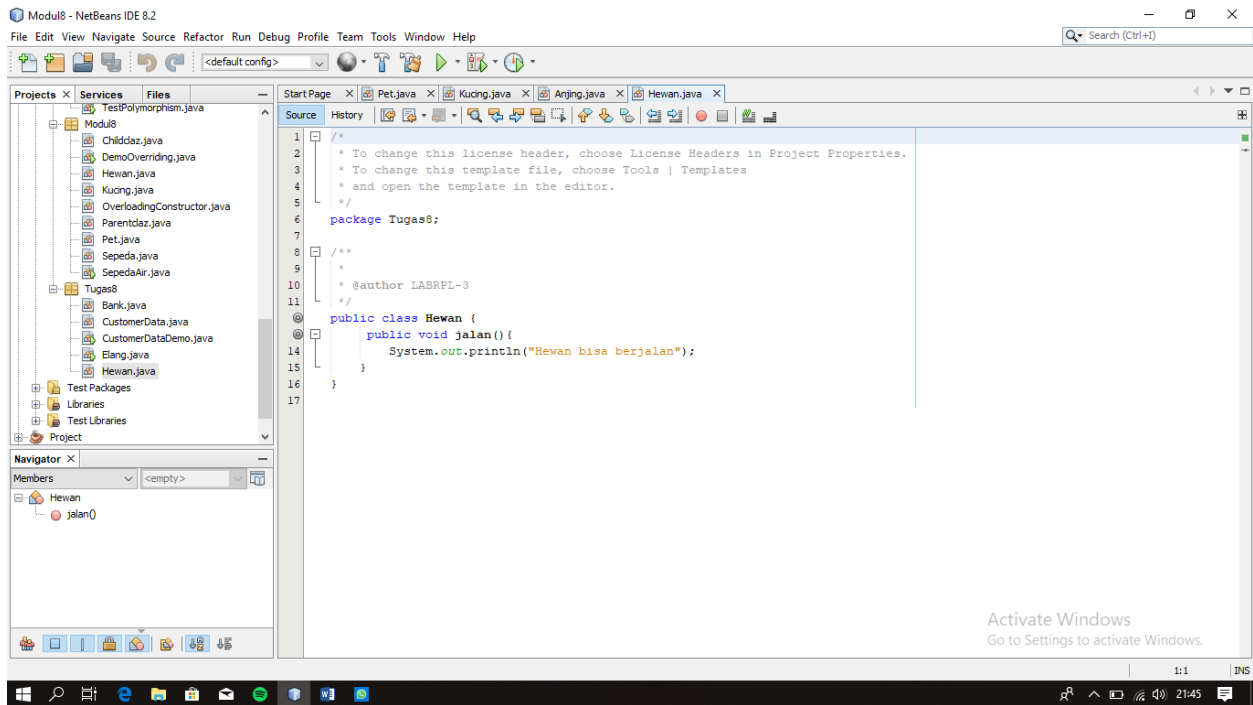 Modul8 - NetBeans IDE 8.2
File Edit View Navigate Source Refactor Run Debug Profile Team Tools Window Help
Search (Ctrl+I)
<default config>
Projects Services Files
Start Page Pet.java Kucing.java Anjing.java Hewan.java
Source History
TestPolymorphism.java
Modul8
Childclaz.java
DemoOverriding.java
Hewan.java
Kucing.java
OverloadingConstructor.java
Parentclaz.java
Pet.java
Sepeda.java
SepedaAir.java
Tugas8
Bank.java
CustomerData.java
CustomerDataDemo.java
Elang.java
Hewan.java
Test Packages
Libraries
Test Libraries
Project
Navigator
Members <empty>
Hewan
jalan()
1 /*
2 * To change this license header, choose License Headers in Project Properties.
3 * To change this template file, choose Tools | Templates
4 * and open the template in the editor.
5 */
6 package Tugas8;
7
8 /**
9 *
10 * @author LABRPL-3
11 */
public class Hewan {
public void jalan(){
14 System.out.println("Hewan bisa berjalan");
15 }
16 }
17
Activate Windows
Go to Settings to activate Windows.
1:1 INS
21:45